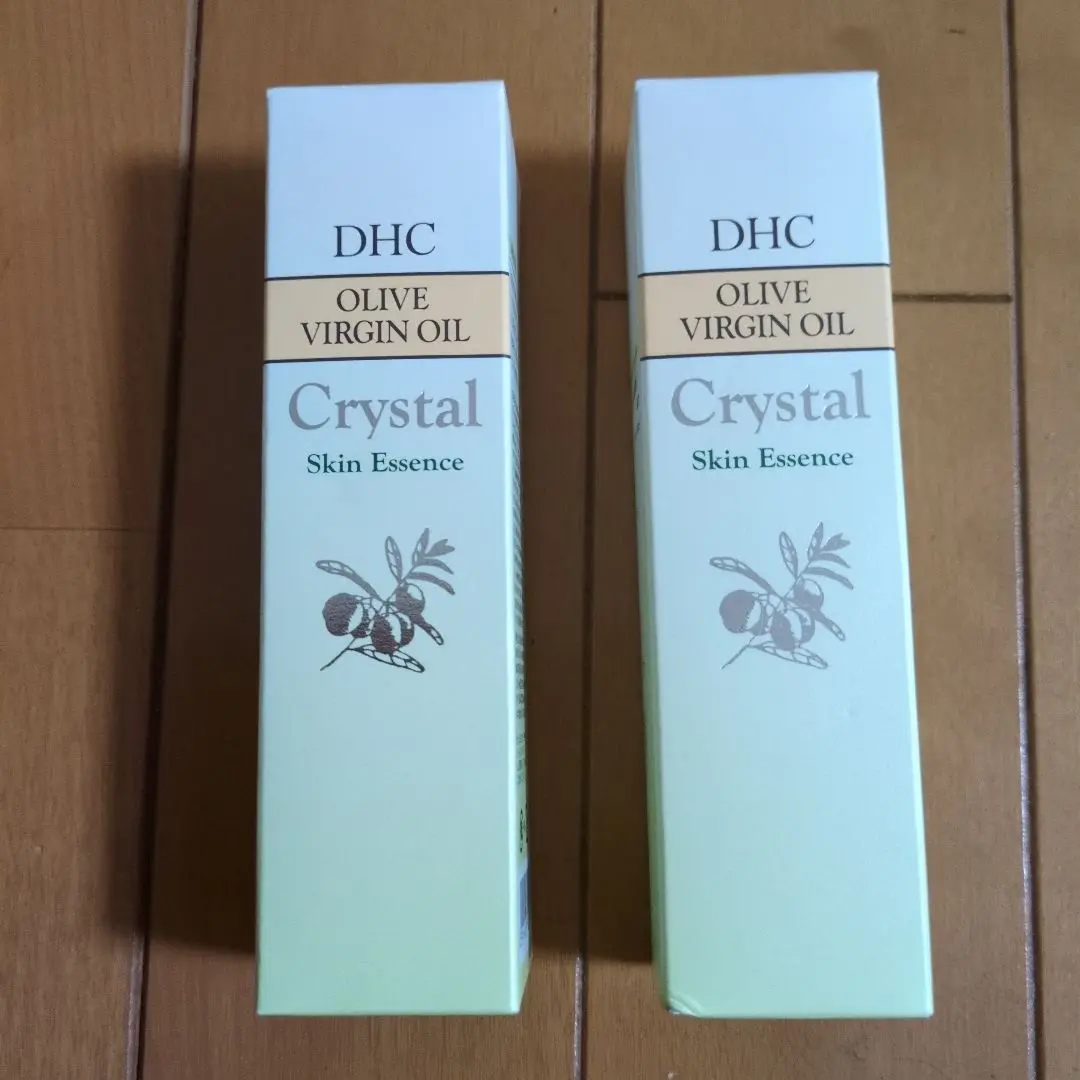 DHC
OLIVE
VIRGIN OIL
Crystal
Skin Essence
DHC
OLIVE
VIRGIN OIL
Crystal
Skin Essence